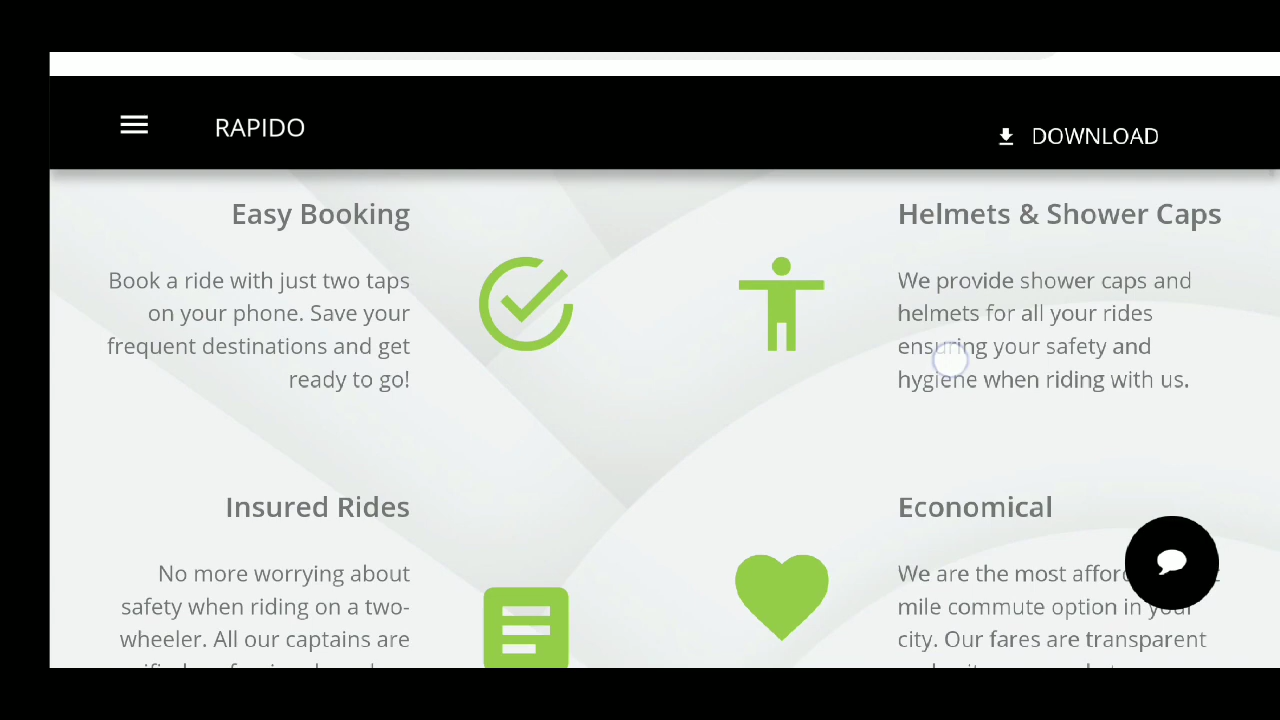 RAPIDO
DOWNLOAD
Easy Booking
Book a ride with just two taps
on your phone. Save your
frequent destinations and get
ready to go!
Helmets & Shower Caps
We provide shower caps and
helmets for all your rides
ensuring your safety and
hygiene when riding with us.
Insured Rides
No more worrying about
safety when riding on a two-
wheeler. All our captains are
Economical
We are the most
mile commute option in your
city. Our fares are transparent